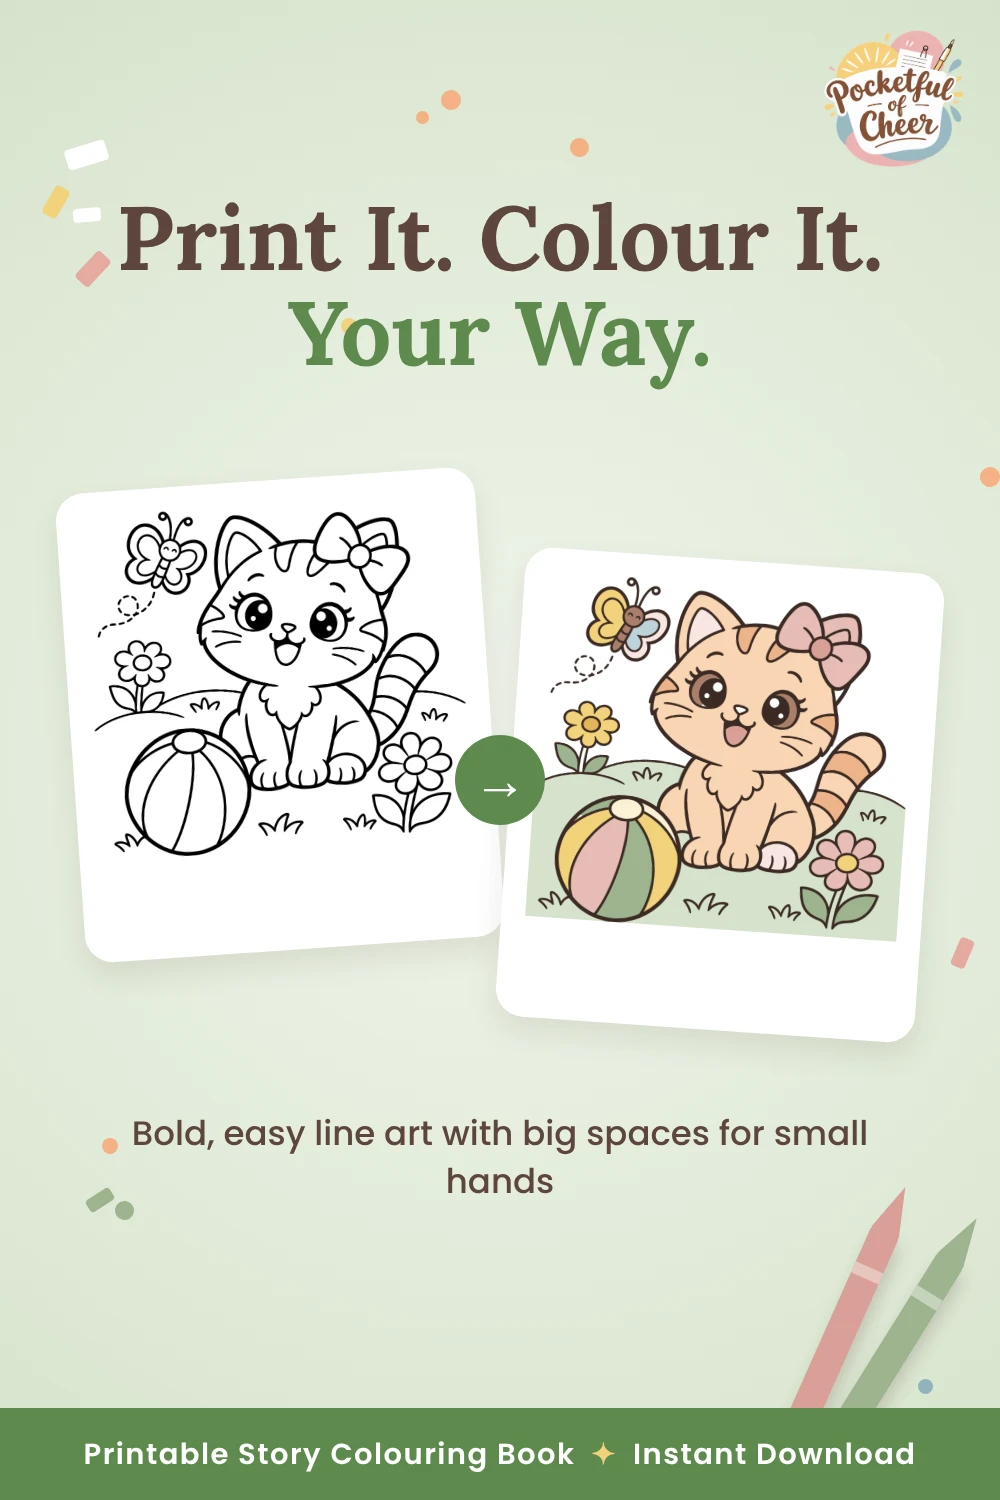 Pocketful
of
Cheer
Print It. Colour It.
Your Way.
→
Bold, easy line art with big spaces for small
hands
Printable Story Colouring Book ✦ Instant Download